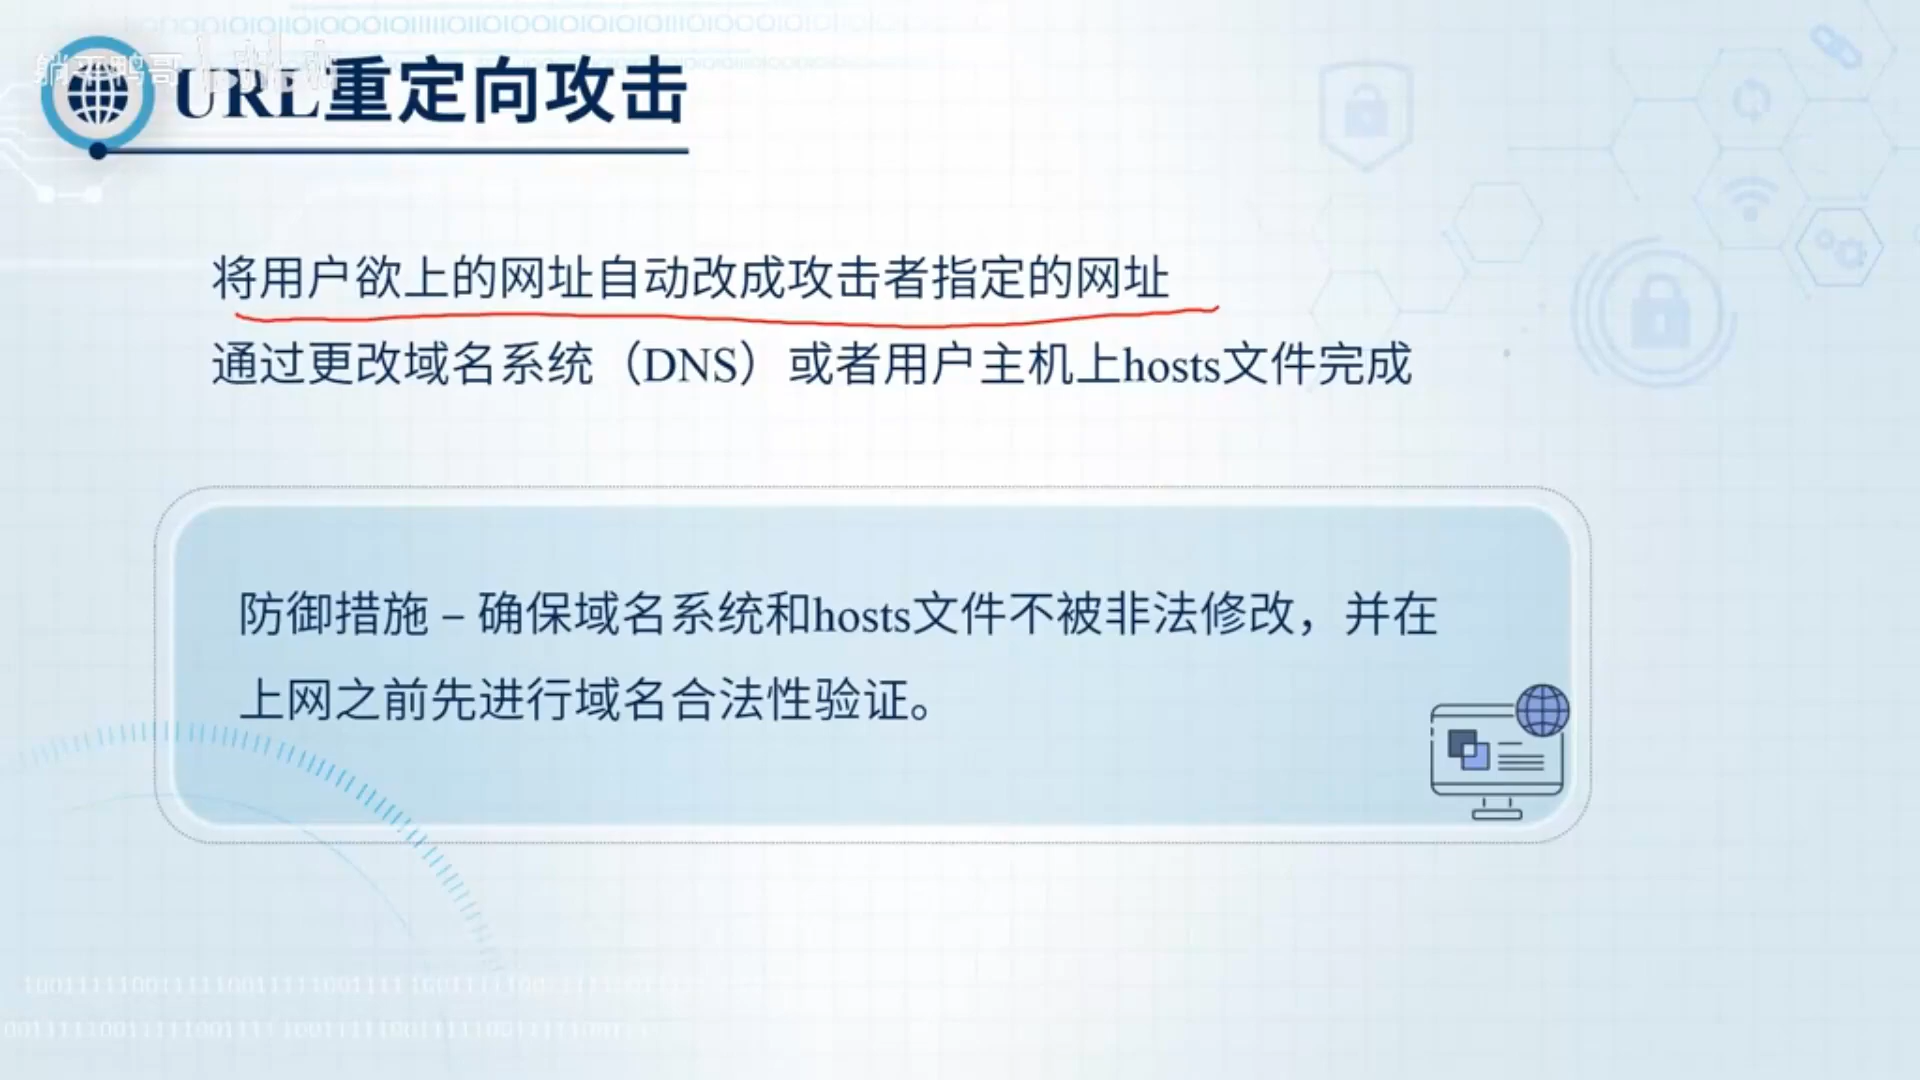 躺平鸭哥
URL重定向攻击
将用户欲上的网址自动改成攻击者指定的网址
通过更改域名系统（DNS）或者用户主机上hosts文件完成
防御措施 – 确保域名系统和hosts文件不被非法修改，并在
上网之前先进行域名合法性验证。